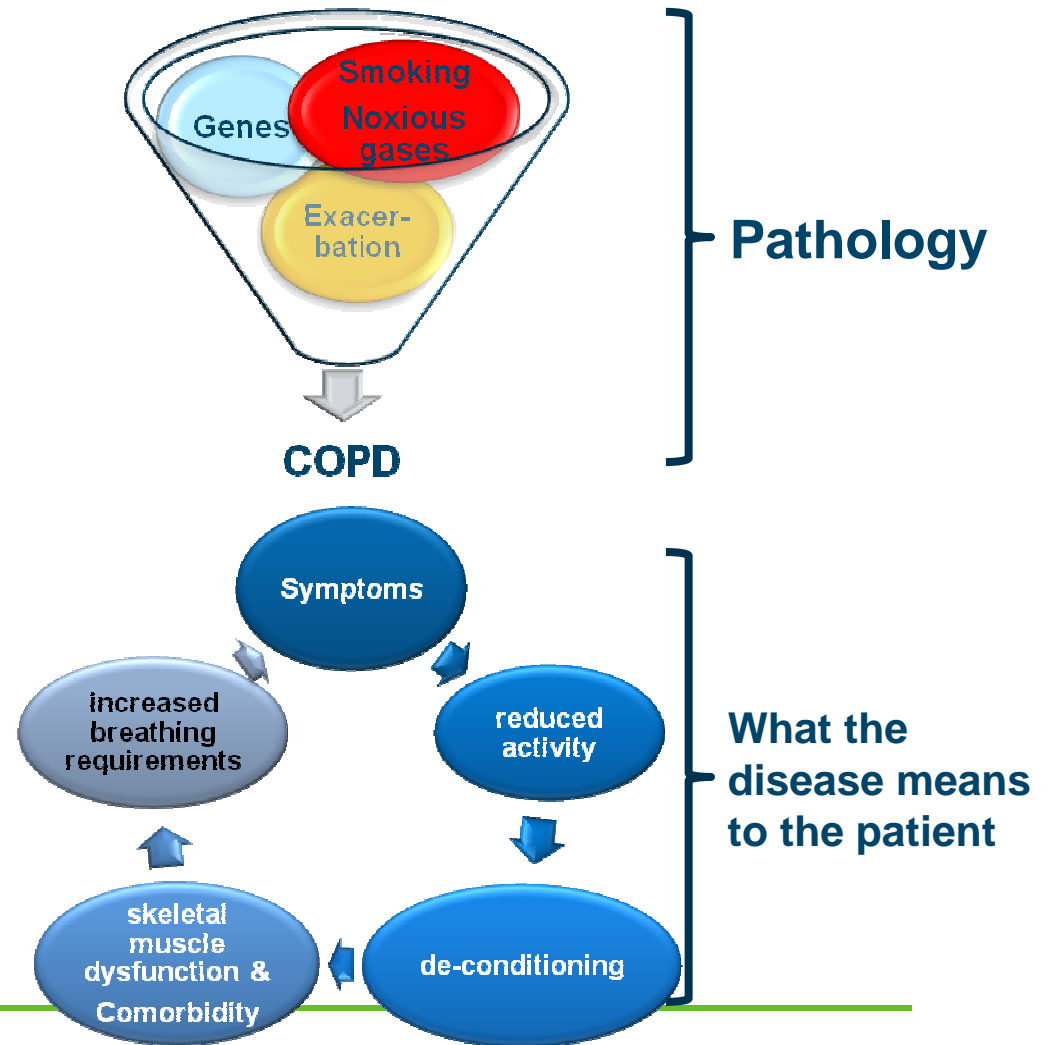 Smoking
Noxious
gases
Genes
Exacer-
bation
Pathology
COPD
Symptoms
reduced
activity
de-conditioning
skeletal
muscle
dysfunction &
Comorbidity
increased
breathing
requirements
What the
disease means
to the patient